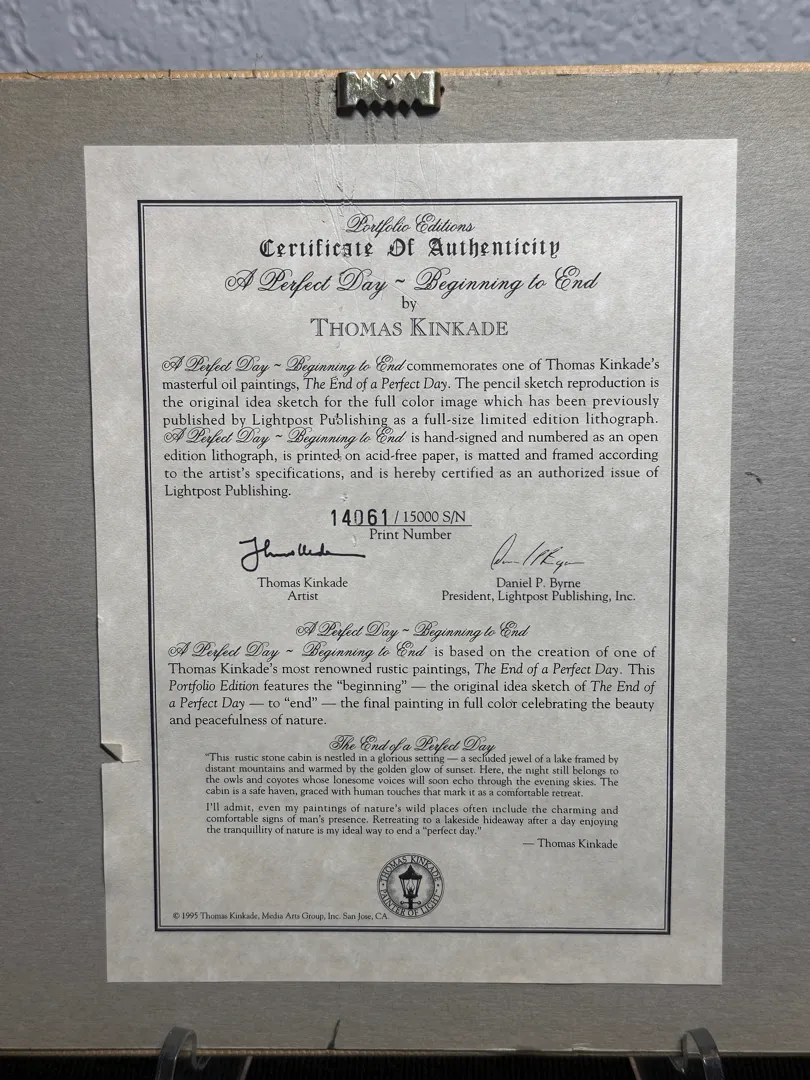 Portfolio Editions
Certificate Of Authenticity
A Perfect Day ~ Beginning to End
by
THOMAS KINKADE
A Perfect Day ~ Beginning to End commemorates one of Thomas Kinkade's
masterful oil paintings, The End of a Perfect Day. The pencil sketch reproduction is
the original idea sketch for the full color image which has been previously
published by Lightpost Publishing as a full-size limited edition lithograph.
A Perfect Day ~ Beginning to End is hand-signed and numbered as an open
edition lithograph, is printed on acid-free paper, is matted and framed according
to the artist's specifications, and is hereby certified as an authorized issue of
Lightpost Publishing.
14061 / 15000 S/N
Print Number
Thomas Kinkade
Artist
Daniel P. Byrne
President, Lightpost Publishing, Inc.
A Perfect Day ~ Beginning to End
A Perfect Day ~ Beginning to End is based on the creation of one of
Thomas Kinkade's most renowned rustic paintings, The End of a Perfect Day. This
Portfolio Edition features the "beginning" — the original idea sketch of The End of
a Perfect Day — to "end" — the final painting in full color celebrating the beauty
and peacefulness of nature.
The End of a Perfect Day
"This rustic stone cabin is nestled in a glorious setting — a secluded jewel of a lake framed by
distant mountains and warmed by the golden glow of sunset. Here, the night still belongs to
the owls and coyotes whose lonesome voices will soon echo through the evening skies. The
cabin is a safe haven, graced with human touches that mark it as a comfortable retreat.
I'll admit, even my paintings of nature's wild places often include the charming and
comfortable signs of man's presence. Retreating to a lakeside hideaway after a day enjoying
the tranquillity of nature is my ideal way to end a "perfect day."
— Thomas Kinkade
THOMAS KINKADE
PAINTER OF LIGHT
© 1995 Thomas Kinkade, Media Arts Group, Inc. San Jose, CA.